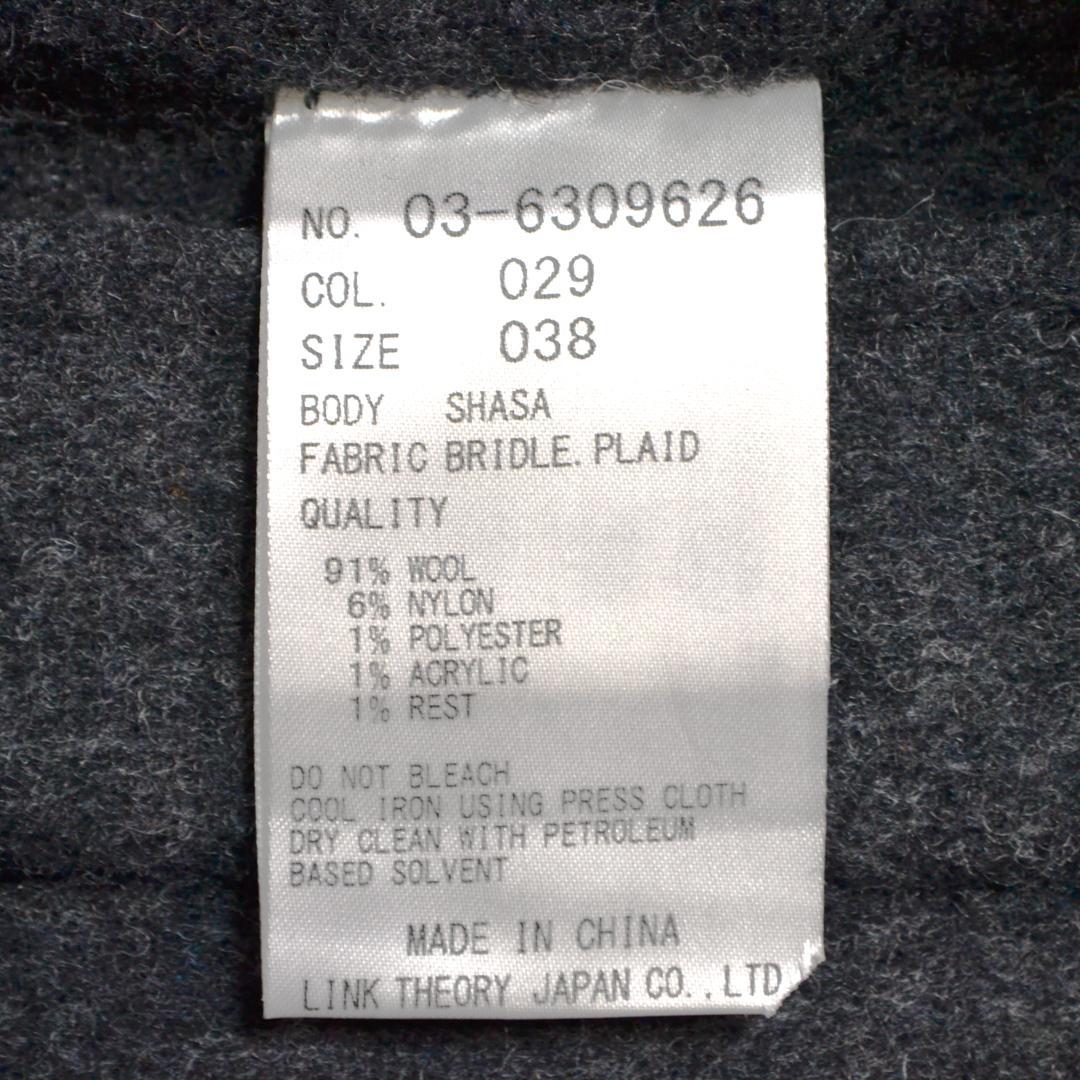 NO. 03-6309626
COL. 029
SIZE 038
BODY SHASA
FABRIC BRIDLE. PLAID
QUALITY
91% WOOL
6% NYLON
1% POLYESTER
1% ACRYLIC
1% REST
DO NOT BLEACH
COOL IRON USING PRESS CLOTH
DRY CLEAN WITH PETROLEUM
BASED SOLVENT
MADE IN CHINA
LINK THEORY JAPAN CO.,LTD